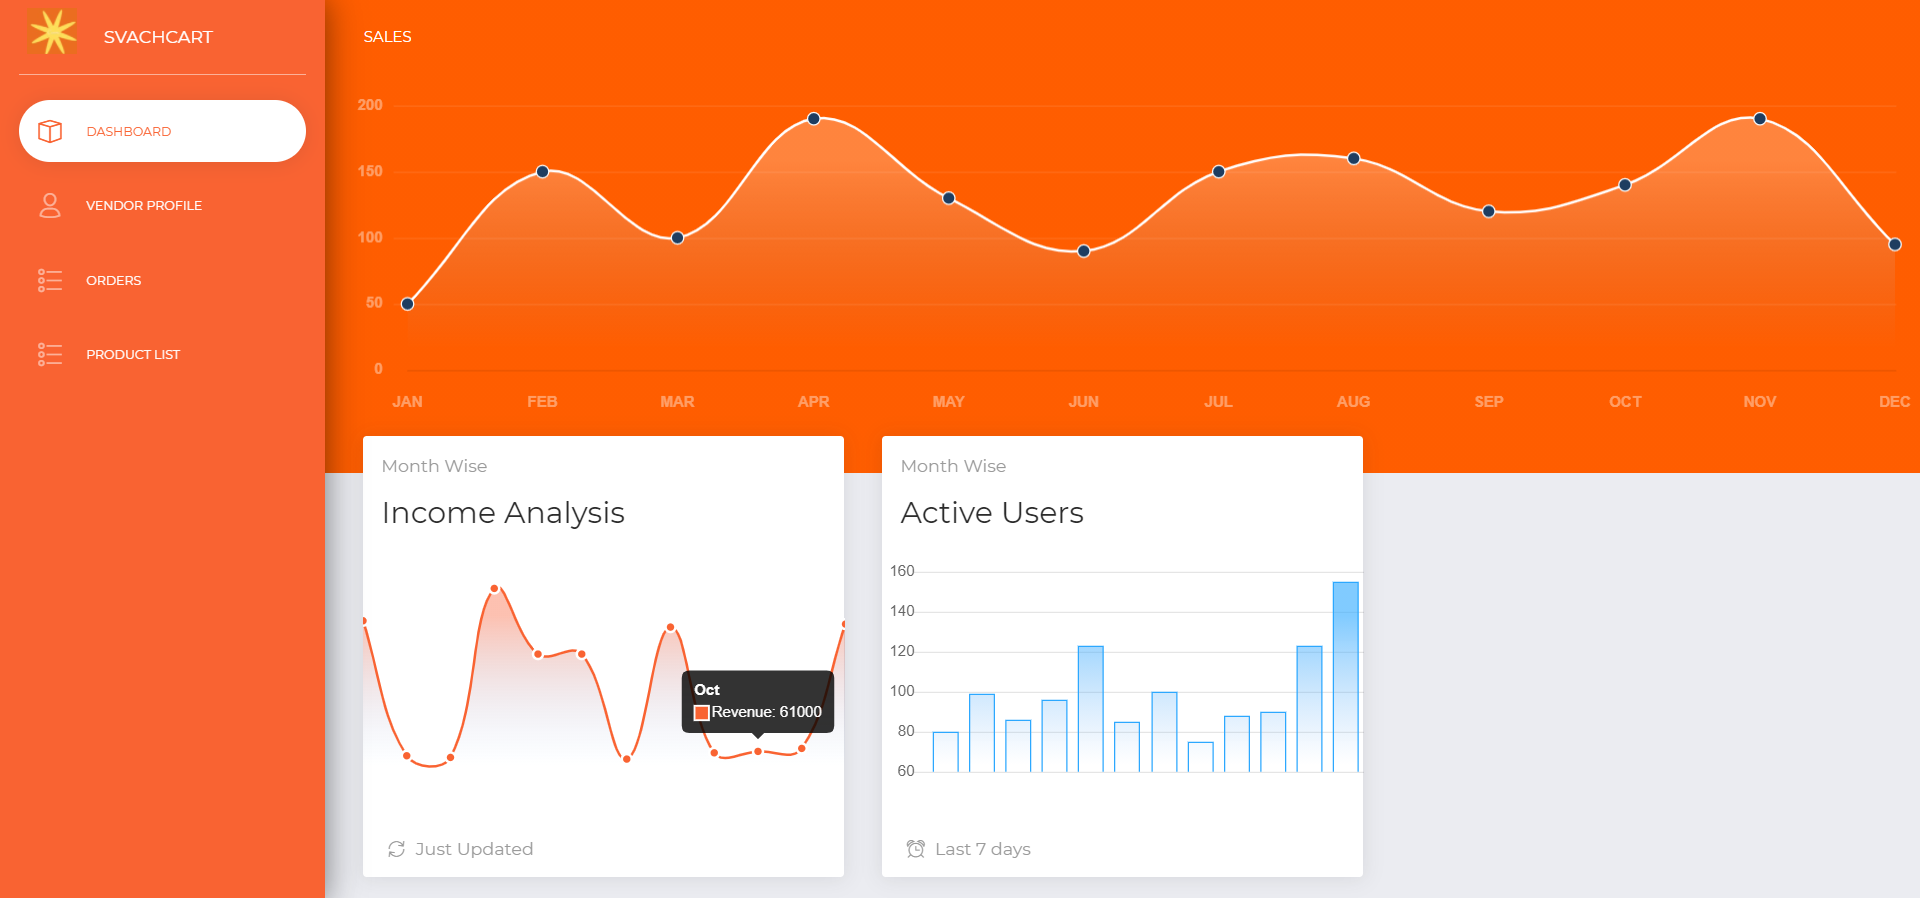 SVACHCART
DASHBOARD
VENDOR PROFILE
ORDERS
PRODUCT LIST
SALES
200
150
100
50
0
JAN FEB MAR APR MAY JUN JUL AUG SEP OCT NOV DEC
Month Wise
Income Analysis
Oct
Revenue: 61000
Just Updated
Month Wise
Active Users
160
140
120
100
80
60
Last 7 days